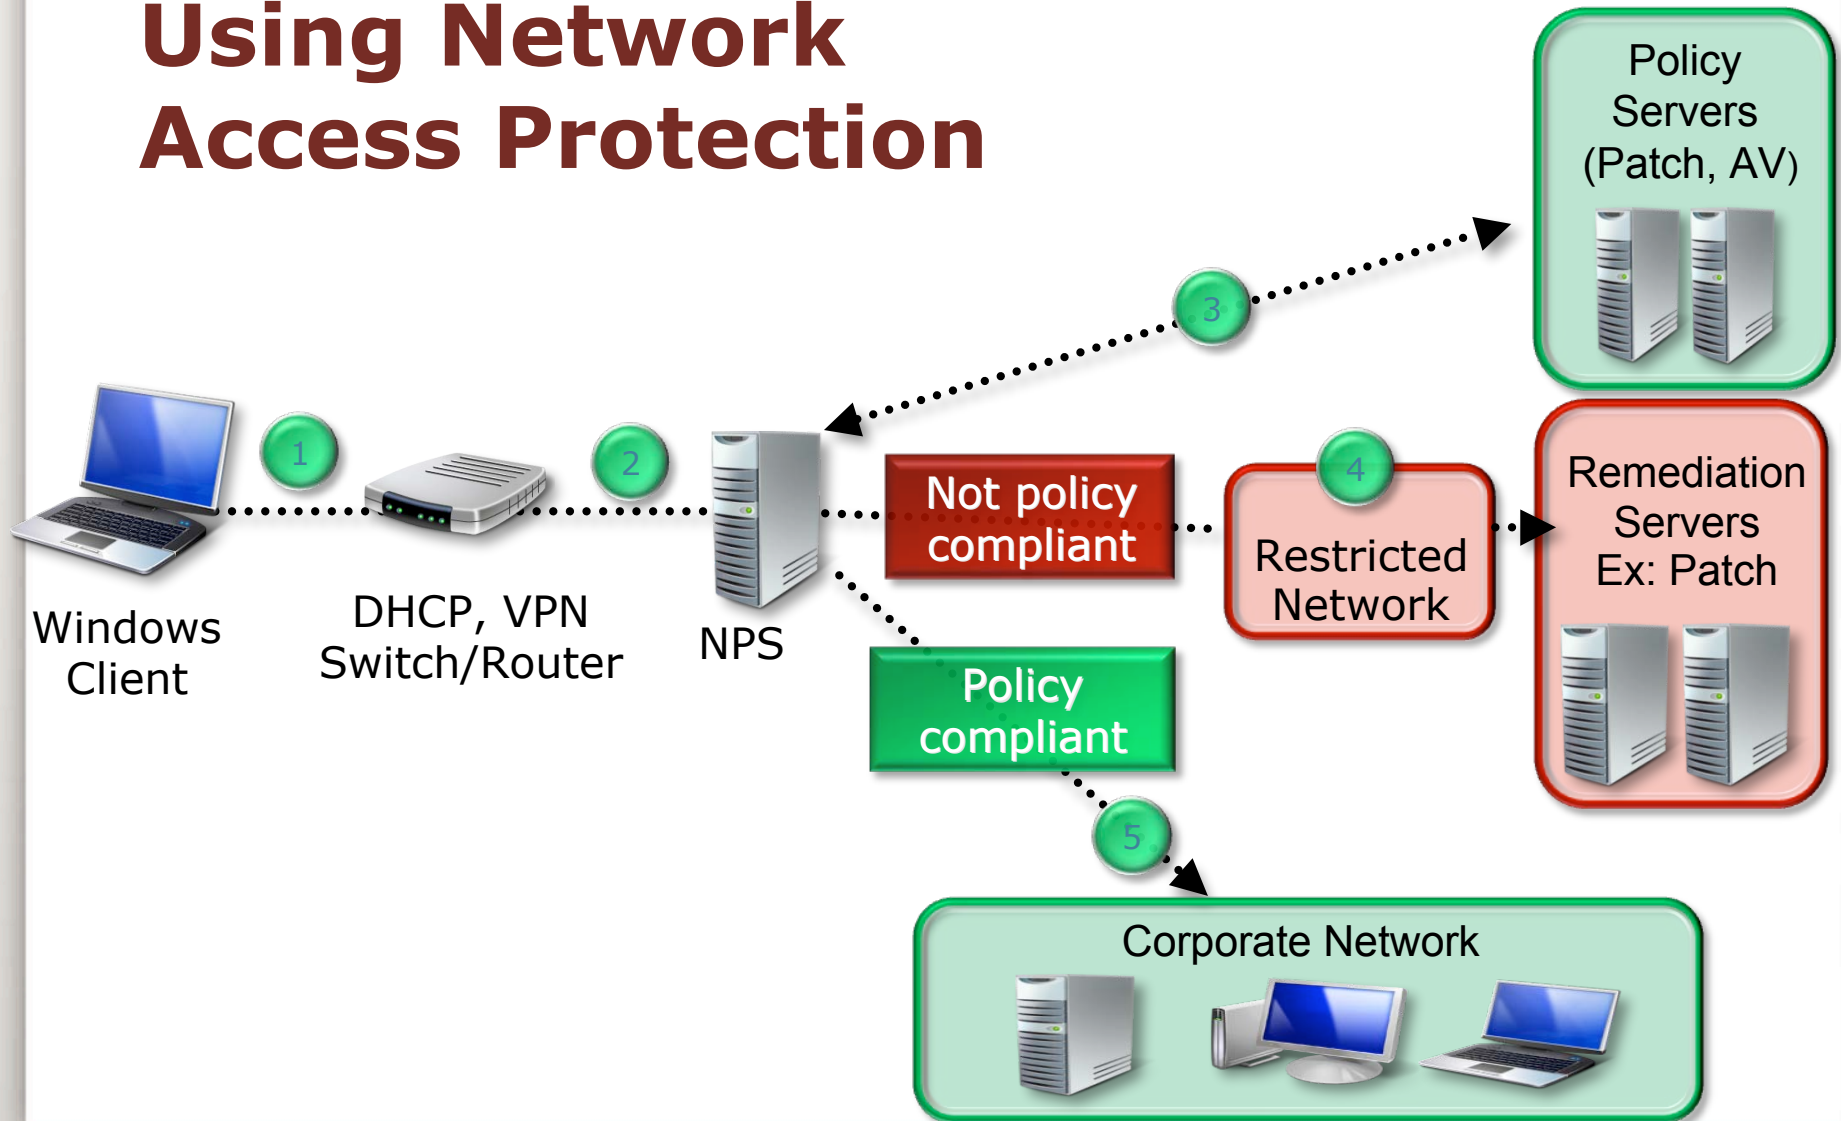 Using Network
Access Protection
Policy
Servers
(Patch, AV)
3
1
2
Not policy
compliant
4
Restricted
Network
Remediation
Servers
Ex: Patch
Windows
Client
DHCP, VPN
Switch/Router
NPS
Policy
compliant
5
Corporate Network